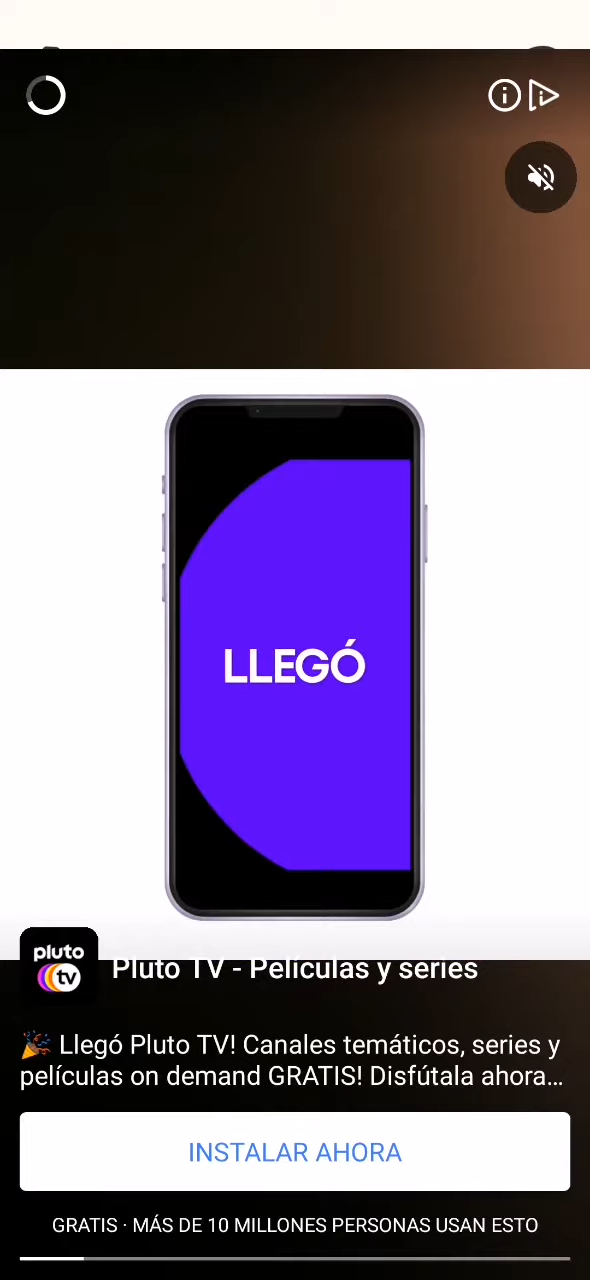 LLEGÓ
pluto
tv
Pluto TV - Películas y series
🎉 Llegó Pluto TV! Canales temáticos, series y
películas on demand GRATIS! Disfútala ahora...
INSTALAR AHORA
GRATIS · MÁS DE 10 MILLONES PERSONAS USAN ESTO